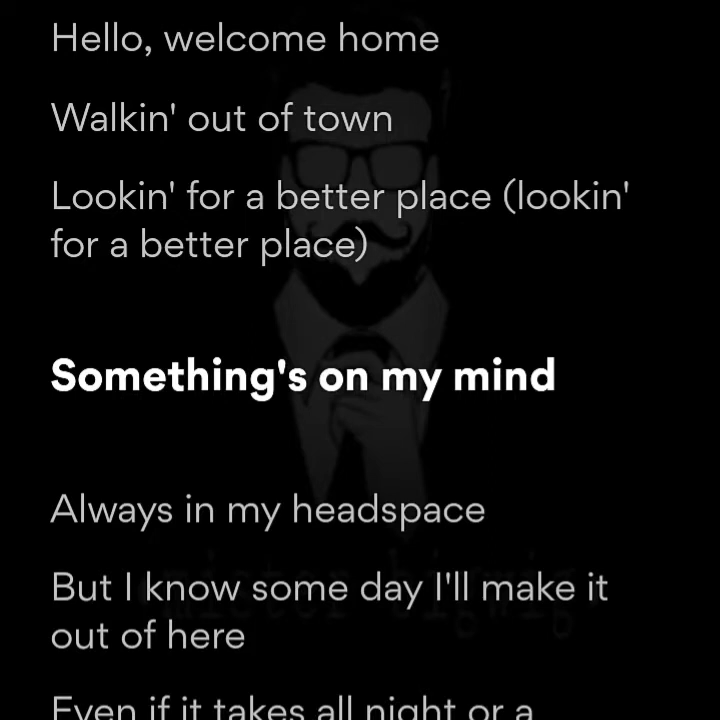 Hello, welcome home
Walkin' out of town
Lookin' for a better place (lookin'
for a better place)
Something's on my mind
Always in my headspace
But I know some day I'll make it
out of here
Even if it takes all night or a